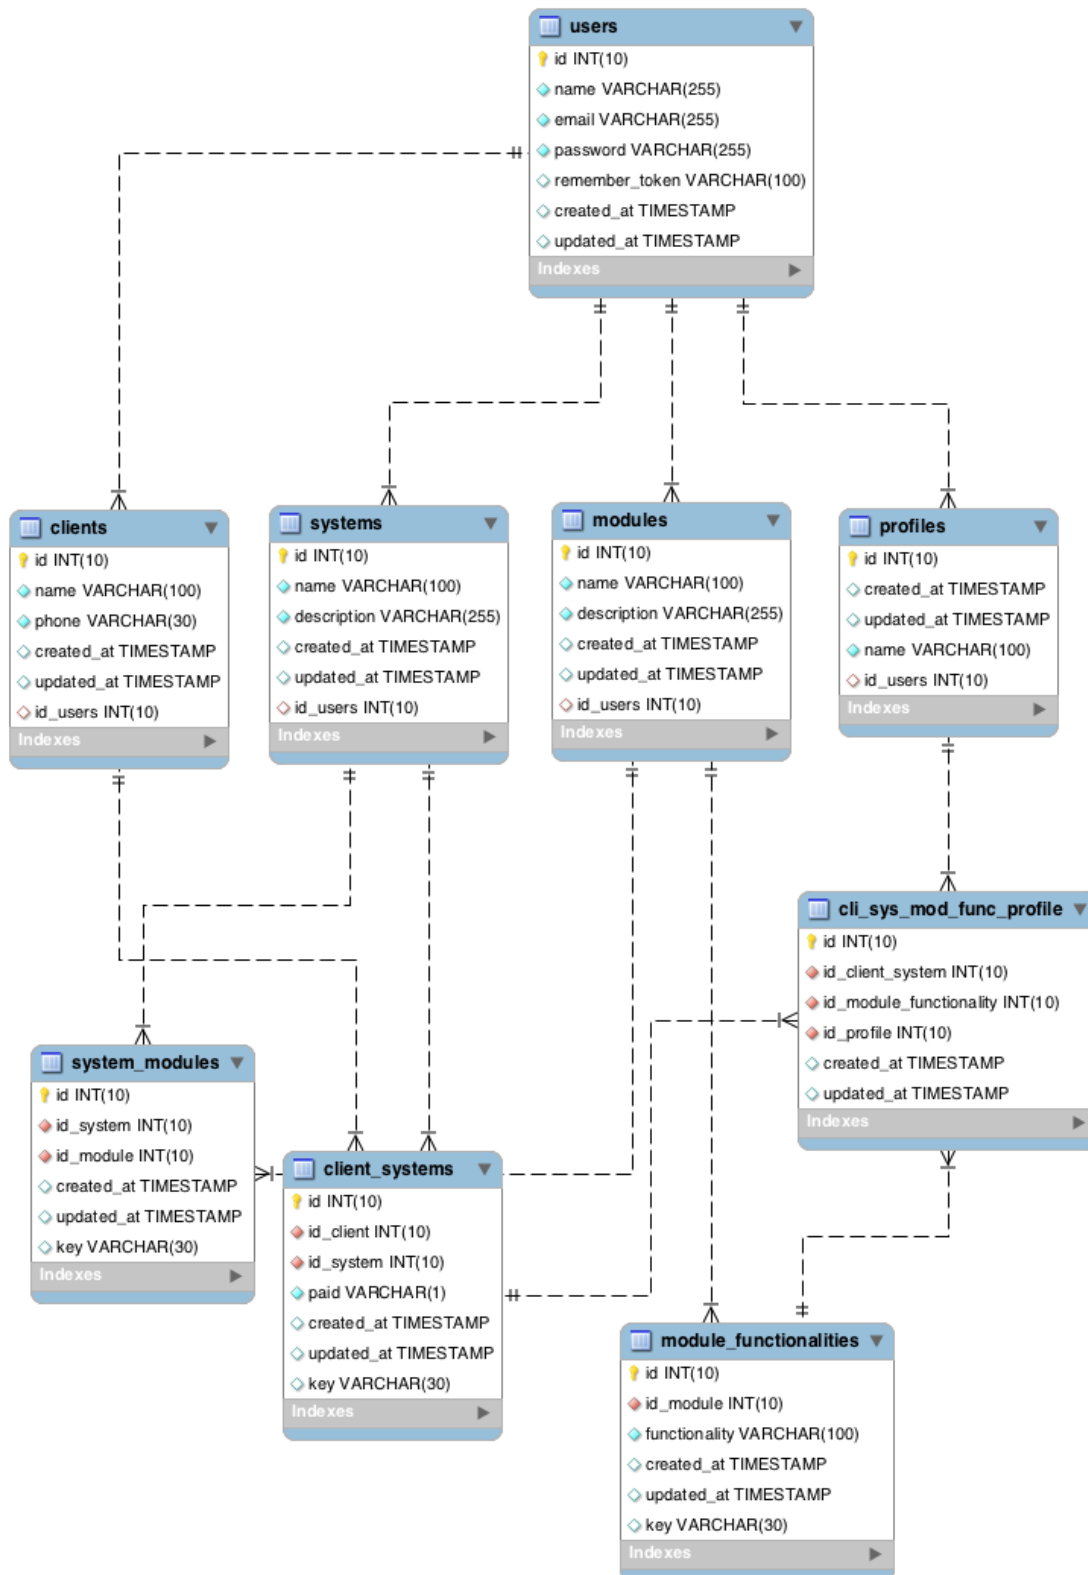 users
id INT(10)
name VARCHAR(255)
email VARCHAR(255)
password VARCHAR(255)
remember_token VARCHAR(100)
created_at TIMESTAMP
updated_at TIMESTAMP
Indexes
clients
id INT(10)
name VARCHAR(100)
phone VARCHAR(30)
created_at TIMESTAMP
updated_at TIMESTAMP
id_users INT(10)
Indexes
systems
id INT(10)
name VARCHAR(100)
description VARCHAR(255)
created_at TIMESTAMP
updated_at TIMESTAMP
id_users INT(10)
Indexes
modules
id INT(10)
name VARCHAR(100)
description VARCHAR(255)
created_at TIMESTAMP
updated_at TIMESTAMP
id_users INT(10)
Indexes
profiles
id INT(10)
created_at TIMESTAMP
updated_at TIMESTAMP
name VARCHAR(100)
id_users INT(10)
Indexes
cli_sys_mod_func_profile
id INT(10)
id_client_system INT(10)
id_module_functionality INT(10)
id_profile INT(10)
created_at TIMESTAMP
updated_at TIMESTAMP
Indexes
system_modules
id INT(10)
id_system INT(10)
id_module INT(10)
created_at TIMESTAMP
updated_at TIMESTAMP
key VARCHAR(30)
Indexes
client_systems
id INT(10)
id_client INT(10)
id_system INT(10)
paid VARCHAR(1)
created_at TIMESTAMP
updated_at TIMESTAMP
key VARCHAR(30)
Indexes
module_functionalities
id INT(10)
id_module INT(10)
functionality VARCHAR(100)
created_at TIMESTAMP
updated_at TIMESTAMP
key VARCHAR(30)
Indexes